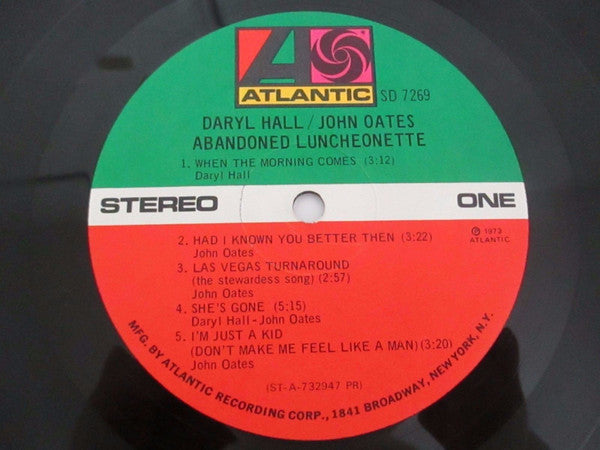 ATLANTIC SD 7269
DARYL HALL/JOHN OATES
ABANDONED LUNCHEONETTE
1. WHEN THE MORNING COMES (3:12)
Daryl Hall
STEREO
ONE
2. HAD I KNOWN YOU BETTER THEN (3:22)
John Oates
℗ 1973
ATLANTIC
3. LAS VEGAS TURNAROUND
(the stewardess song) (2:57)
John Oates
4. SHE'S GONE (5:15)
Daryl Hall-John Oates
5. I'M JUST A KID
(DON'T MAKE ME FEEL LIKE A MAN) (3:20)
John Oates
(ST-A-732947 PR)
MFG. BY ATLANTIC RECORDING CORP., 1841 BROADWAY, NEW YORK, N.Y.